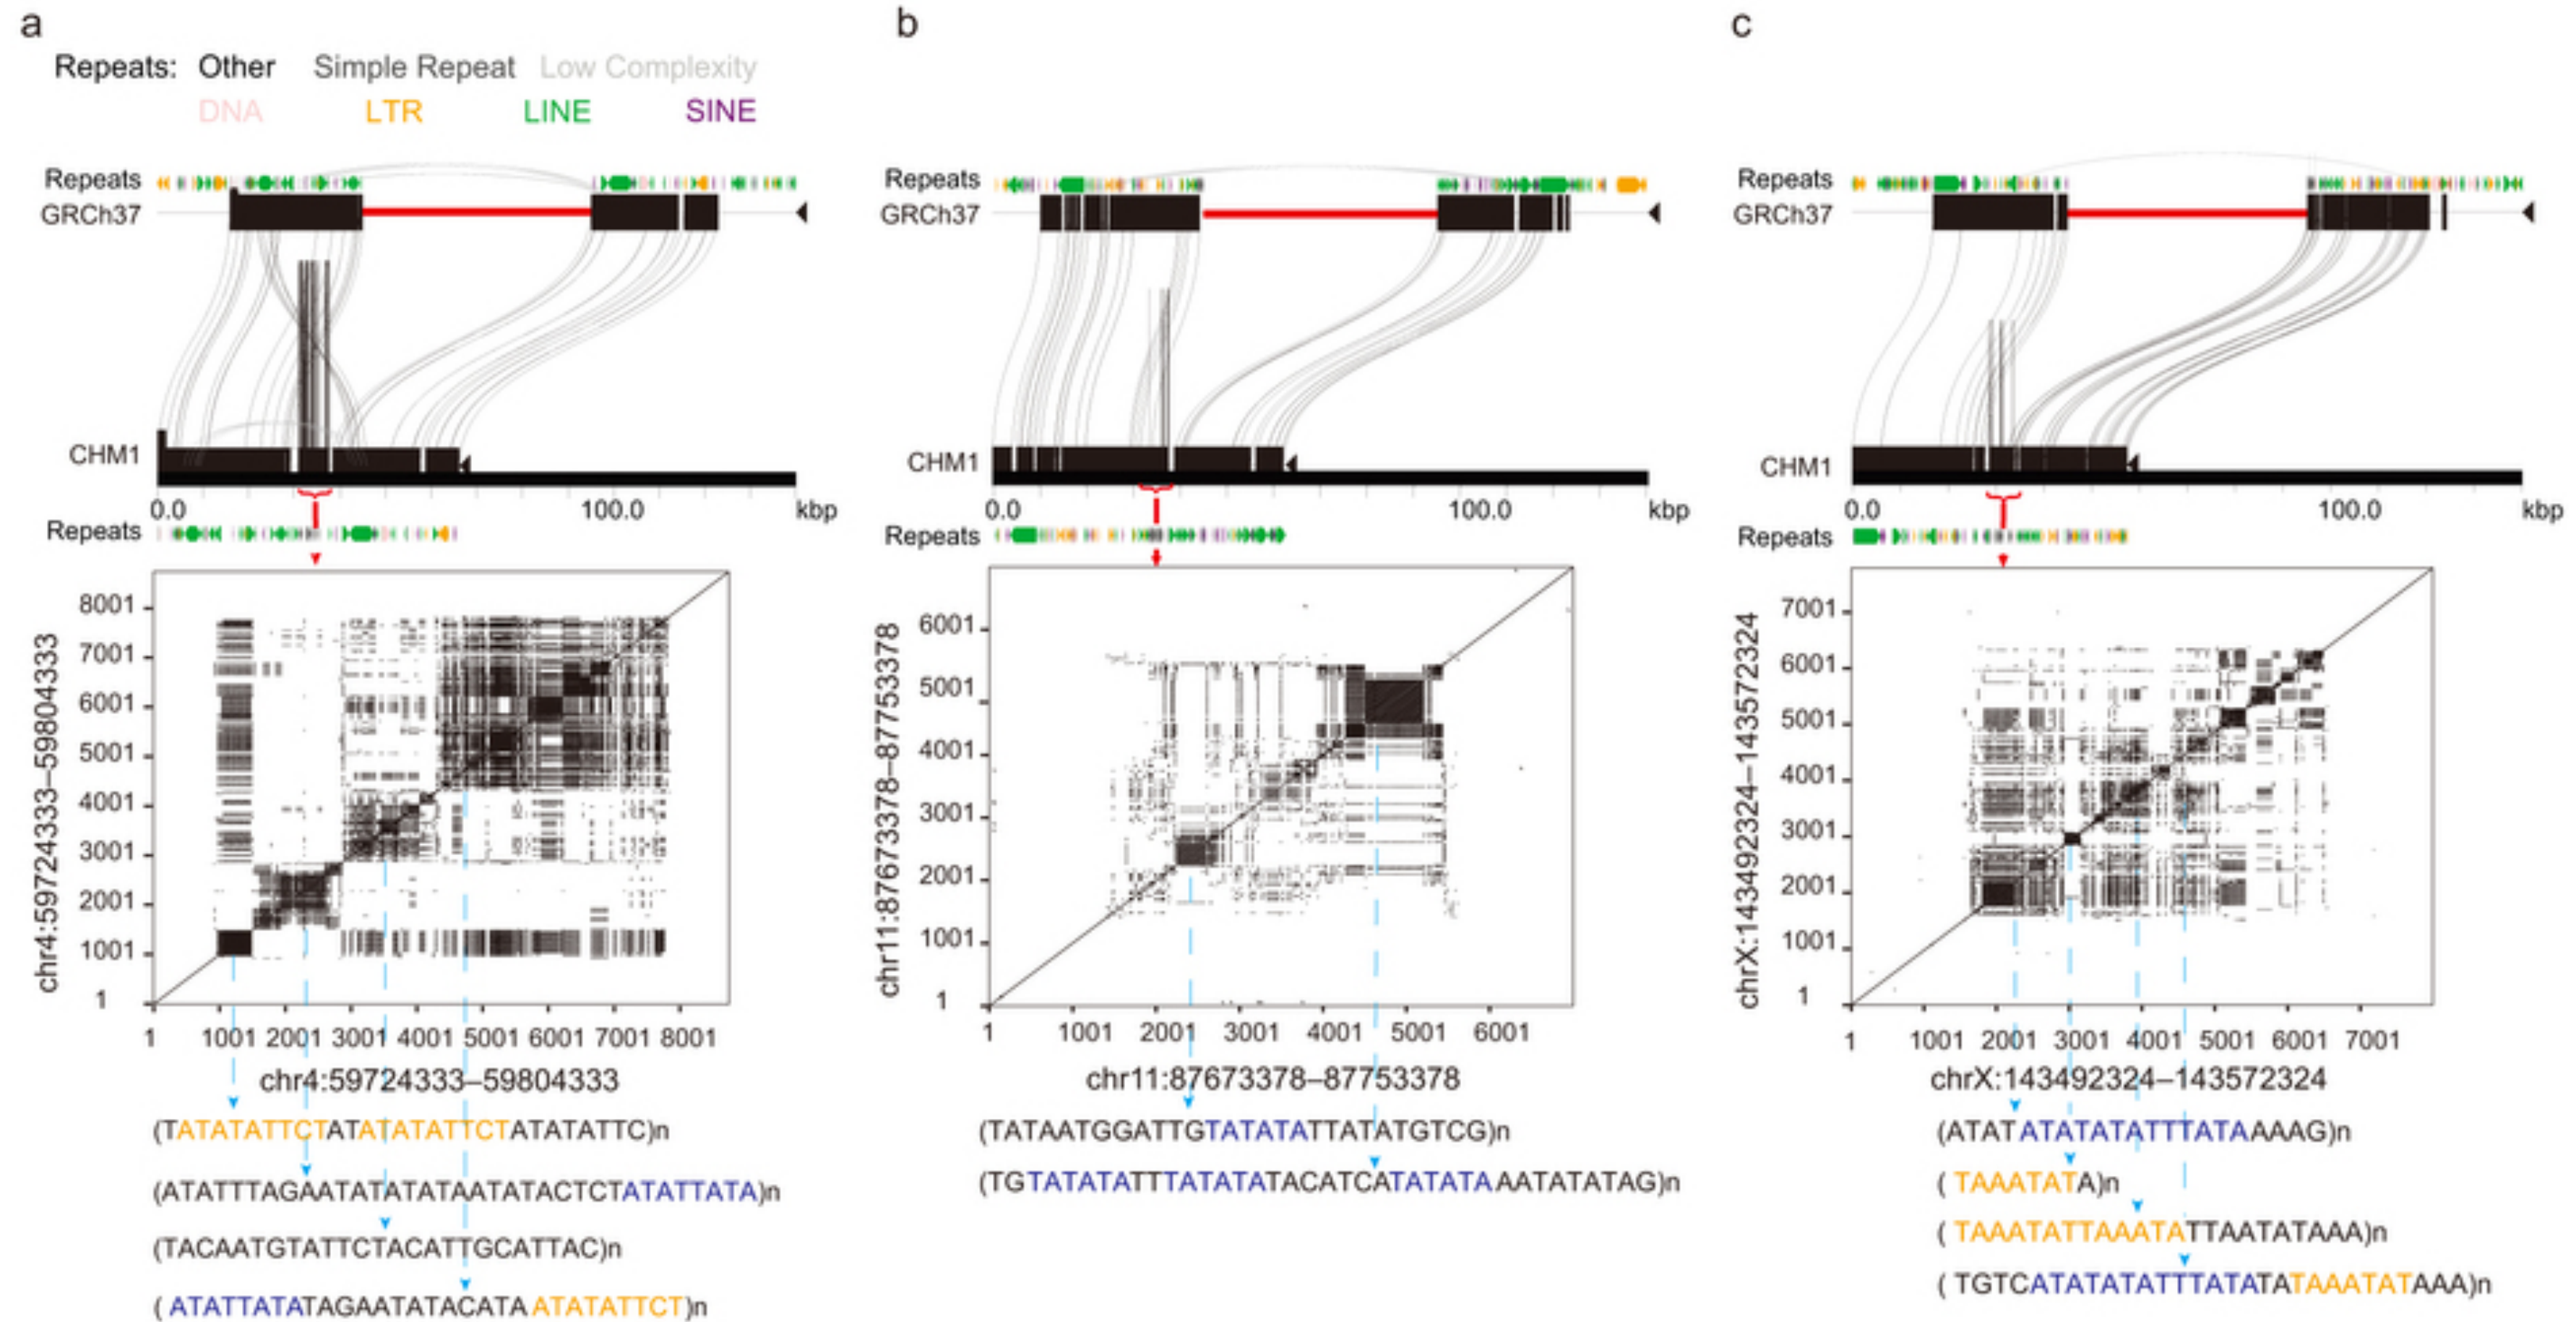 a
Repeats: Other Simple Repeat Low Complexity
DNA LTR LINE SINE
Repeats
GRCh37
CHM1
0.0 100.0 kbp
Repeats
8001
7001
6001
5001
4001
3001
2001
1001
1
chr4:59724333–59804333
1 1001 2001 3001 4001 5001 6001 7001 8001
chr4:59724333–59804333
(TATATATTCTATATATATTCTATATATTC)n
(ATATTTAGAATATATATAATATACTCTATATTATA)n
(TACAATGTATTCTACATTGCATTAC)n
( ATATTATATAGAATATACATA ATATATTCT)n
b
Repeats
GRCh37
CHM1
0.0 100.0 kbp
Repeats
6001
5001
4001
3001
2001
1001
1
chr11:87673378–87753378
1 1001 2001 3001 4001 5001 6001
chr11:87673378–87753378
(TATAATGGATTGTATATATTATATGTCG)n
(TGTATATATTTATATATACATCATATATAAATATATAG)n
c
Repeats
GRCh37
CHM1
0.0 100.0 kbp
Repeats
7001
6001
5001
4001
3001
2001
1001
1
chrX:143492324–143572324
1 1001 2001 3001 4001 5001 6001 7001
chrX:143492324–143572324
(ATATATATATATTTATAAAAG)n
( TAAATATA)n
( TAAATATTAAATATTAATATAAA)n
( TGTCATATATATTTATATATAAATATAAA)n